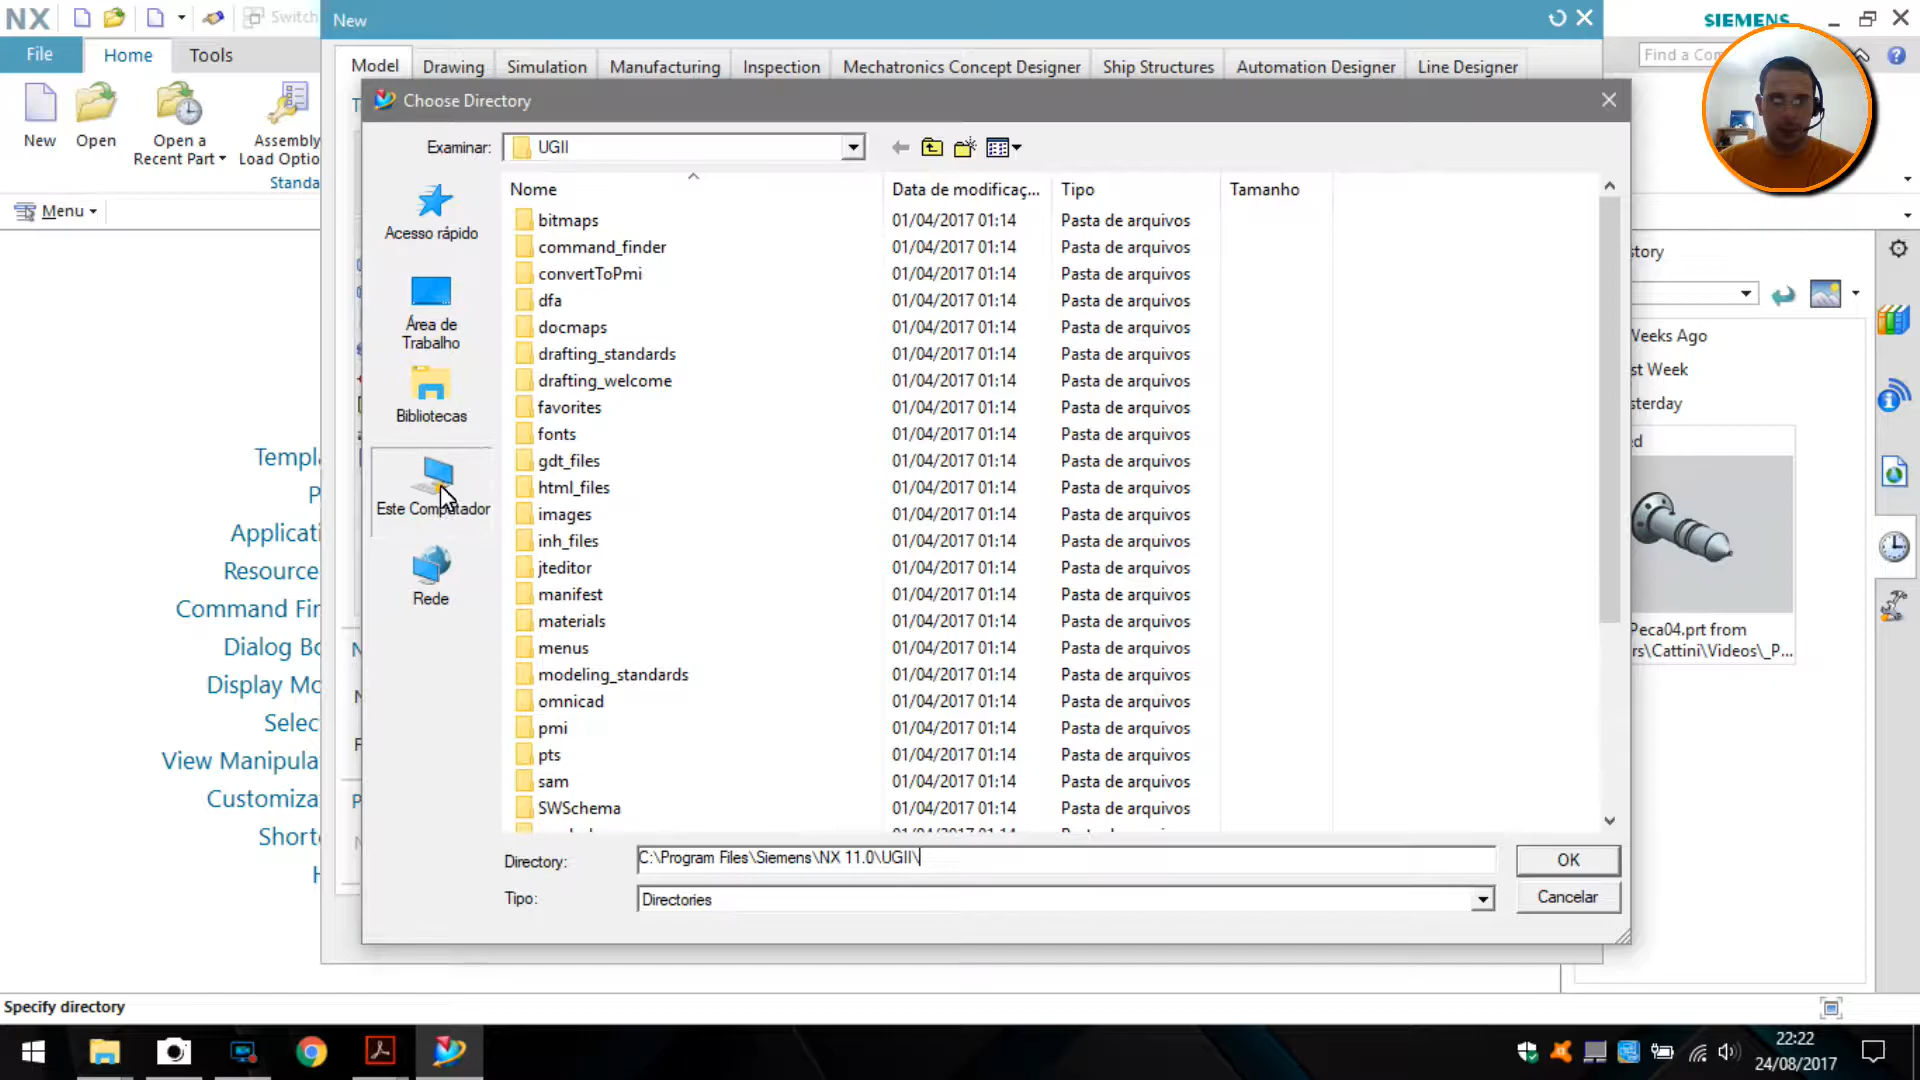 NX
Switch
New
SIEMENS
File
Home
Tools
Model
Drawing
Simulation
Manufacturing
Inspection
Mechatronics Concept Designer
Ship Structures
Automation Designer
Line Designer
Find a Co
New
Open
Open a
Recent Part
Assembly
Load Optio
Standa
Menu
Choose Directory
Examinar:
UGII
Acesso rápido
Área de
Trabalho
Bibliotecas
Este Computador
Rede
Nome
Data de modificaç...
Tipo
Tamanho
bitmaps 01/04/2017 01:14 Pasta de arquivos
command_finder 01/04/2017 01:14 Pasta de arquivos
convertToPmi 01/04/2017 01:14 Pasta de arquivos
dfa 01/04/2017 01:14 Pasta de arquivos
docmaps 01/04/2017 01:14 Pasta de arquivos
drafting_standards 01/04/2017 01:14 Pasta de arquivos
drafting_welcome 01/04/2017 01:14 Pasta de arquivos
favorites 01/04/2017 01:14 Pasta de arquivos
fonts 01/04/2017 01:14 Pasta de arquivos
gdt_files 01/04/2017 01:14 Pasta de arquivos
html_files 01/04/2017 01:14 Pasta de arquivos
images 01/04/2017 01:14 Pasta de arquivos
inh_files 01/04/2017 01:14 Pasta de arquivos
jteditor 01/04/2017 01:14 Pasta de arquivos
manifest 01/04/2017 01:14 Pasta de arquivos
materials 01/04/2017 01:14 Pasta de arquivos
menus 01/04/2017 01:14 Pasta de arquivos
modeling_standards 01/04/2017 01:14 Pasta de arquivos
omnicad 01/04/2017 01:14 Pasta de arquivos
pmi 01/04/2017 01:14 Pasta de arquivos
pts 01/04/2017 01:14 Pasta de arquivos
sam 01/04/2017 01:14 Pasta de arquivos
SWSchema 01/04/2017 01:14 Pasta de arquivos
Directory:
C:\Program Files\Siemens\NX 11.0\UGII\
OK
Tipo:
Directories
Cancelar
Templ
P
Applicati
Resource
Command Fin
Dialog Bo
Display Mo
Selec
View Manipula
Customiza
Short
H
story
Weeks Ago
st Week
sterday
ed
Peca04.prt from
rs\Cattini\Videos\_P...
Specify directory
22:22
24/08/2017